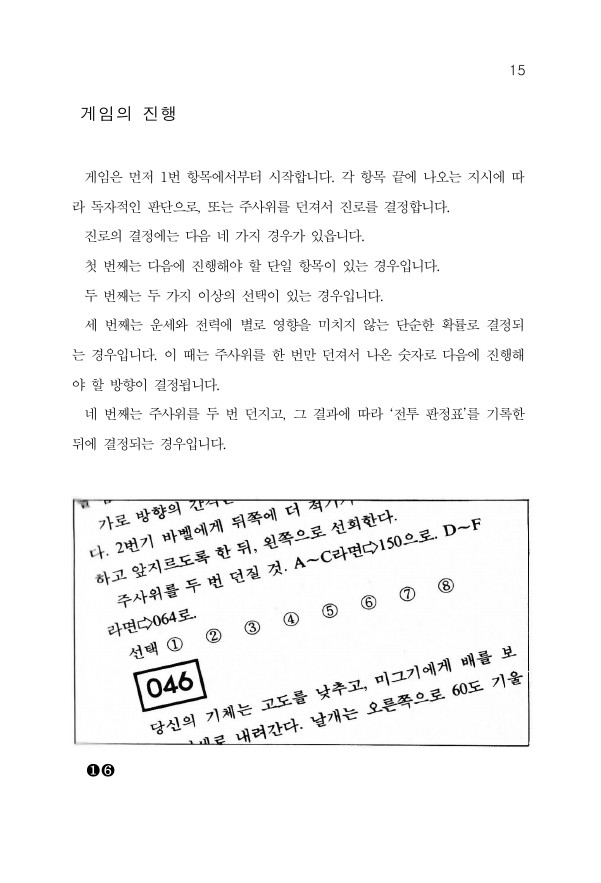 15
게임의 진행
게임은 먼저 1번 항목에서부터 시작합니다. 각 항목 끝에 나오는 지시에 따
라 독자적인 판단으로, 또는 주사위를 던져서 진로를 결정합니다.
진로의 결정에는 다음 네 가지 경우가 있읍니다.
첫 번째는 다음에 진행해야 할 단일 항목이 있는 경우입니다.
두 번째는 두 가지 이상의 선택이 있는 경우입니다.
세 번째는 운세와 전력에 별로 영향을 미치지 않는 단순한 확률로 결정되
는 경우입니다. 이 때는 주사위를 한 번만 던져서 나온 숫자로 다음에 진행해
야 할 방향이 결정됩니다.
네 번째는 주사위를 두 번 던지고, 그 결과에 따라 ‘전투 판정표’를 기록한
뒤에 결정되는 경우입니다.
가로 방향의
다. 2번기 바벨에게 뒤쪽에 더
하고 앞지르도록 한 뒤, 왼쪽으로 선회한다.
주사위를 두 번 던질 것. A~C라면⇨150으로. D~F
라면⇨064로.
선택 ① ② ③ ④ ⑤ ⑥ ⑦ ⑧
046
당신의 기체는 고도를 낮추고, 미그기에게 배를 보
내려간다. 날개는 오른쪽으로 60도 기울
❶❻